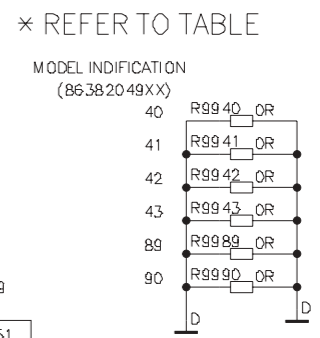 * REFER TO TABLE
MODEL INDIFICATION
(86382049XX)
40 R9940 0R
41 R9941 0R
42 R9942 0R
43 R9943 0R
89 R9989 0R
90 R9990 0R
D
D